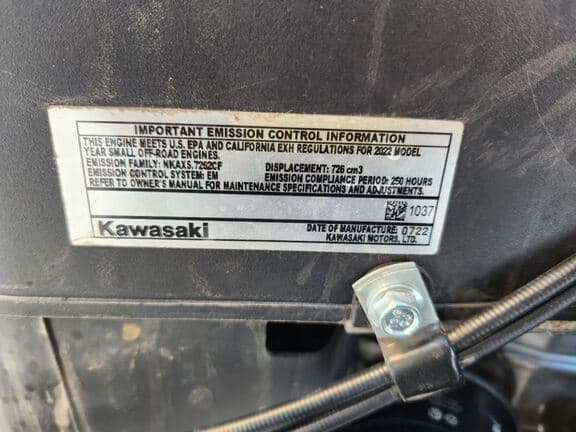 IMPORTANT EMISSION CONTROL INFORMATION
THIS ENGINE MEETS U.S. EPA AND CALIFORNIA EXH REGULATIONS FOR 2022 MODEL
YEAR SMALL OFF-ROAD ENGINES.
EMISSION FAMILY: NKAXS.7262CF DISPLACEMENT: 726 cm3
EMISSION CONTROL SYSTEM: EM EMISSION COMPLIANCE PERIOD: 250 HOURS
REFER TO OWNER'S MANUAL FOR MAINTENANCE SPECIFICATIONS AND ADJUSTMENTS.
1037
Kawasaki DATE OF MANUFACTURE: 0722
KAWASAKI MOTORS, LTD.